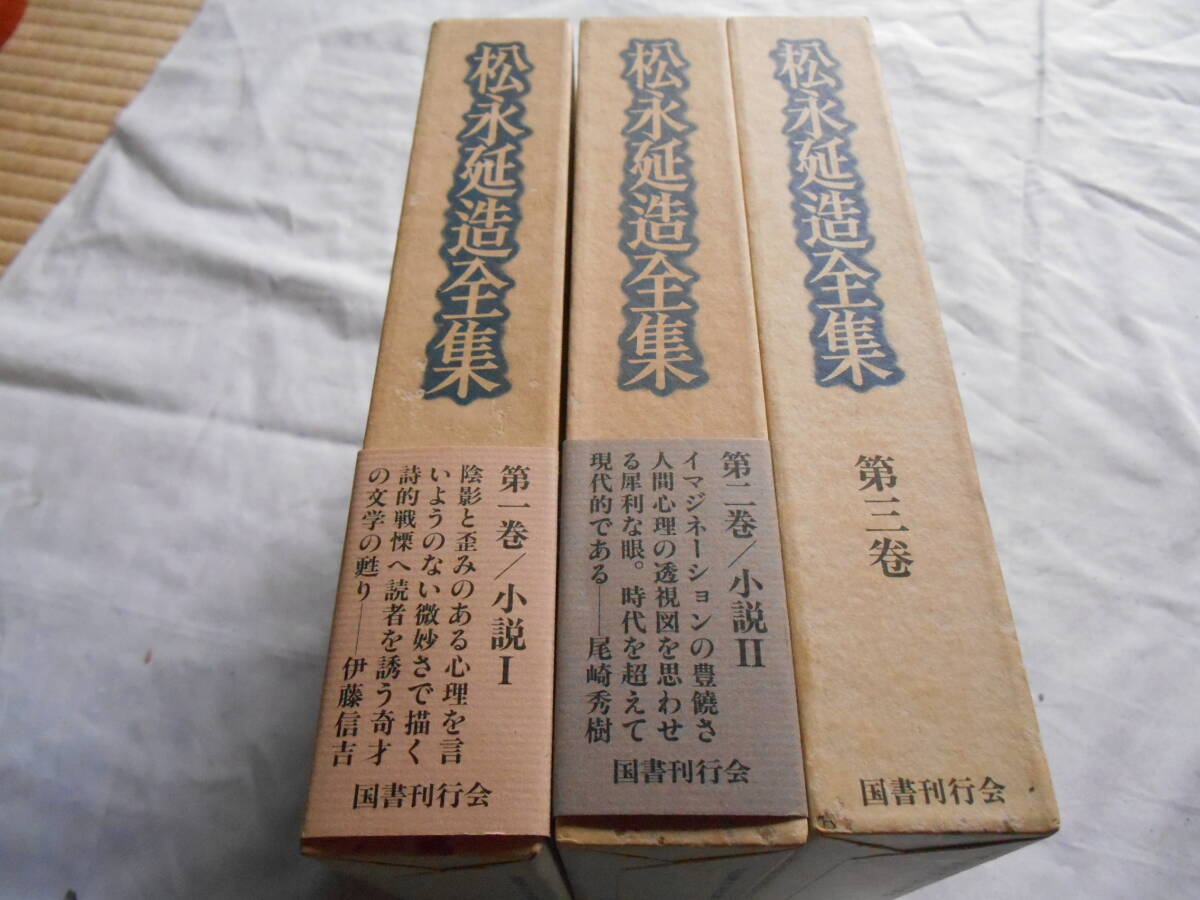 松永延造全集
第一巻/小説I
陰影と歪みのある心理を言
いようのない微妙さで描く
詩的戦慄へ読者を誘う奇才
の文学の甦り――伊藤信吉
国書刊行会
松永延造全集
第二巻/小説II
イマジネーションの豊饒さ
人間心理の透視図を思わせ
る犀利な眼。時代を超えて
現代的である――尾崎秀樹
国書刊行会
松永延造全集
第三巻
国書刊行会